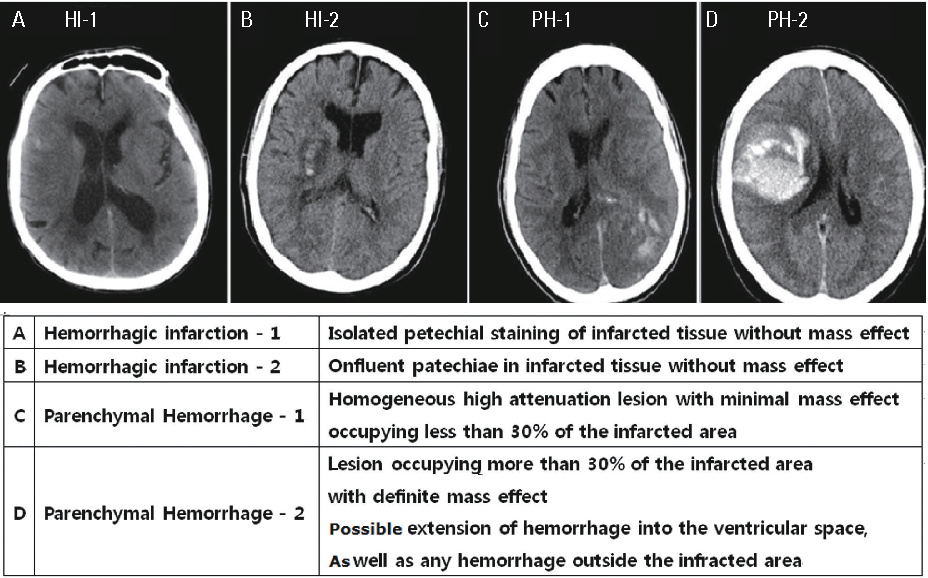 A HI-1 B HI-2 C PH-1 D PH-2
A Hemorrhagic infarction - 1 Isolated petechial staining of infarcted tissue without mass effect
B Hemorrhagic infarction - 2 Onfluent patechiae in infarcted tissue without mass effect
C Parenchymal Hemorrhage - 1 Homogeneous high attenuation lesion with minimal mass effect
occupying less than 30% of the infarcted area
D Parenchymal Hemorrhage - 2 Lesion occupying more than 30% of the infarcted area
with definite mass effect
Possible extension of hemorrhage into the ventricular space,
As well as any hemorrhage outside the infracted area